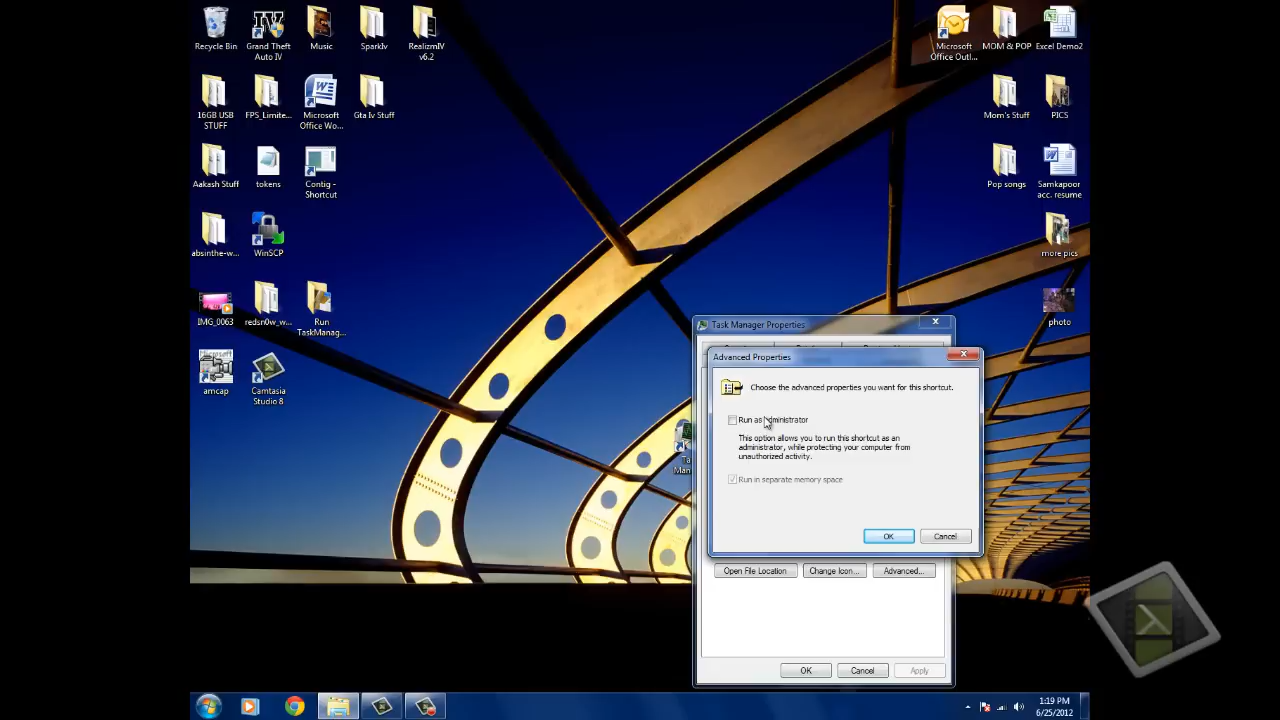 Recycle Bin
Grand Theft
Auto IV
Music
SparkIv
RealizmIV
v6.2
Microsoft
Office Outl...
MOM & POP
Excel Demo2
16GB USB
STUFF
FPS_Limite...
Microsoft
Office Wo...
Gta Iv Stuff
Mom's Stuff
PICS
Aakash Stuff
tokens
Contig -
Shortcut
Pop songs
Samkapoor
acc. resume
absinthe-w...
WinSCP
more pics
IMG_0063
redsn0w_w...
Run
TaskManag...
photo
Microsoft
amcap
Camtasia
Studio 8
Task Manager Properties
Advanced Properties
Choose the advanced properties you want for this shortcut.
Run as administrator
This option allows you to run this shortcut as an
administrator, while protecting your computer from
unauthorized activity.
Run in separate memory space
OK
Cancel
Ta
Man
Open File Location
Change Icon...
Advanced...
OK
Cancel
Apply
1:19 PM
6/25/2012